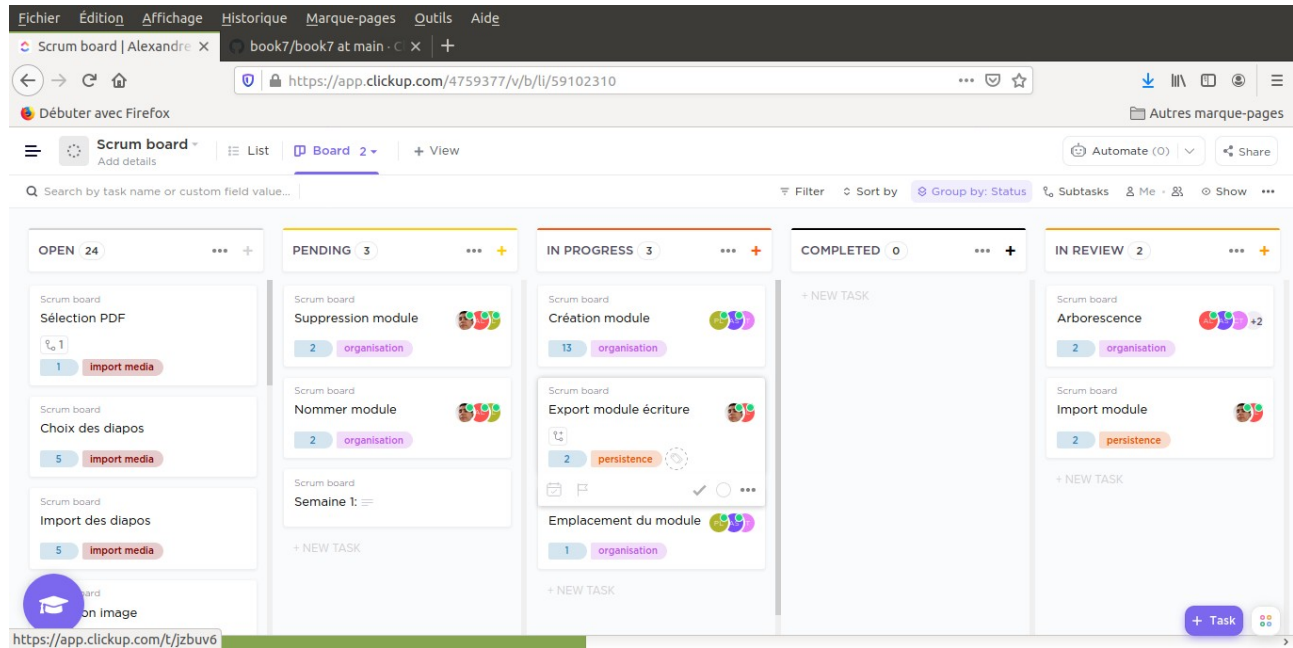 Fichier Édition Affichage Historique Marque-pages Outils Aide
Scrum board | Alexandre book7/book7 at main · C
https://app.clickup.com/4759377/v/b/li/59102310
Débuter avec Firefox Autres marque-pages
Scrum board List Board 2 + View Automate (0) Share
Add details
Search by task name or custom field value... Filter Sort by Group by: Status Subtasks Me Show
OPEN 24
Scrum board
Sélection PDF
1
1 import media
Scrum board
Choix des diapos
5 import media
Scrum board
Import des diapos
5 import media
ard
on image
PENDING 3
Scrum board
Suppression module
2 organisation
Scrum board
Nommer module
2 organisation
Scrum board
Semaine 1:
+ NEW TASK
IN PROGRESS 3
Scrum board
Création module
13 organisation
Scrum board
Export module écriture
2 persistence
Emplacement du module
1 organisation
+ NEW TASK
COMPLETED 0
+ NEW TASK
IN REVIEW 2
Scrum board
Arborescence +2
2 organisation
Scrum board
Import module
2 persistence
+ NEW TASK
+ Task
https://app.clickup.com/t/jzbuv6